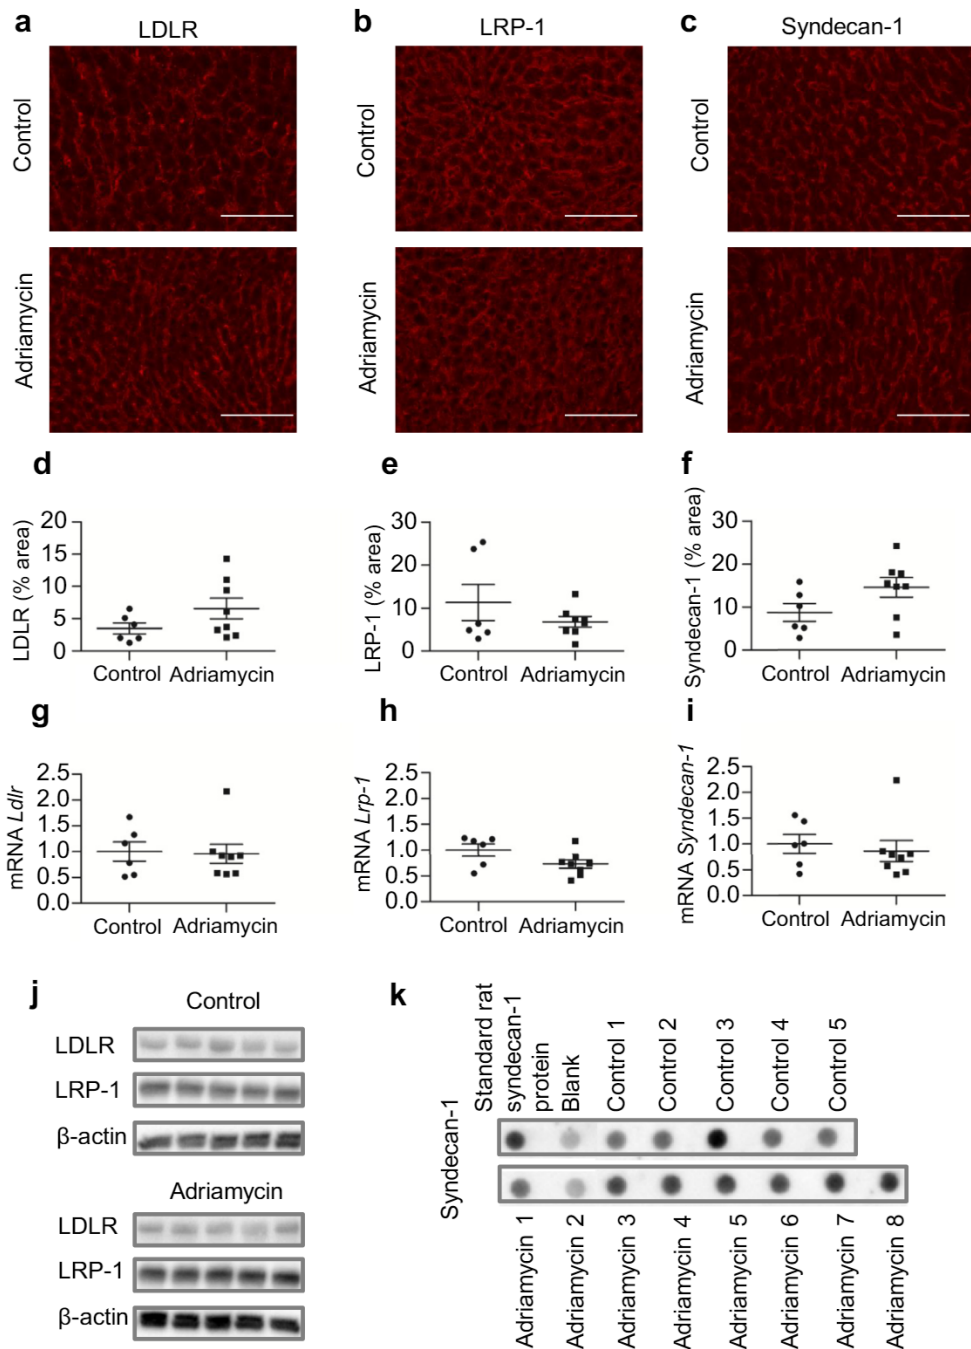 a
LDLR
b
LRP-1
c
Syndecan-1
Control
Control
Control
Adriamycin
Adriamycin
Adriamycin
d
LDLR (% area)
20
15
10
5
0
Control Adriamycin
e
LRP-1 (% area)
30
20
10
0
Control Adriamycin
f
Syndecan-1 (% area)
30
20
10
0
Control Adriamycin
g
mRNA Ldlr
2.5
2.0
1.5
1.0
0.5
0.0
Control Adriamycin
h
mRNA Lrp-1
2.5
2.0
1.5
1.0
0.5
0.0
Control Adriamycin
i
mRNA Syndecan-1
2.5
2.0
1.5
1.0
0.5
0.0
Control Adriamycin
j
Control
LDLR
LRP-1
β-actin
Adriamycin
LDLR
LRP-1
β-actin
k
Syndecan-1
Standard rat
syndecan-1
protein
Blank
Control 1
Control 2
Control 3
Control 4
Control 5
Adriamycin 1
Adriamycin 2
Adriamycin 3
Adriamycin 4
Adriamycin 5
Adriamycin 6
Adriamycin 7
Adriamycin 8